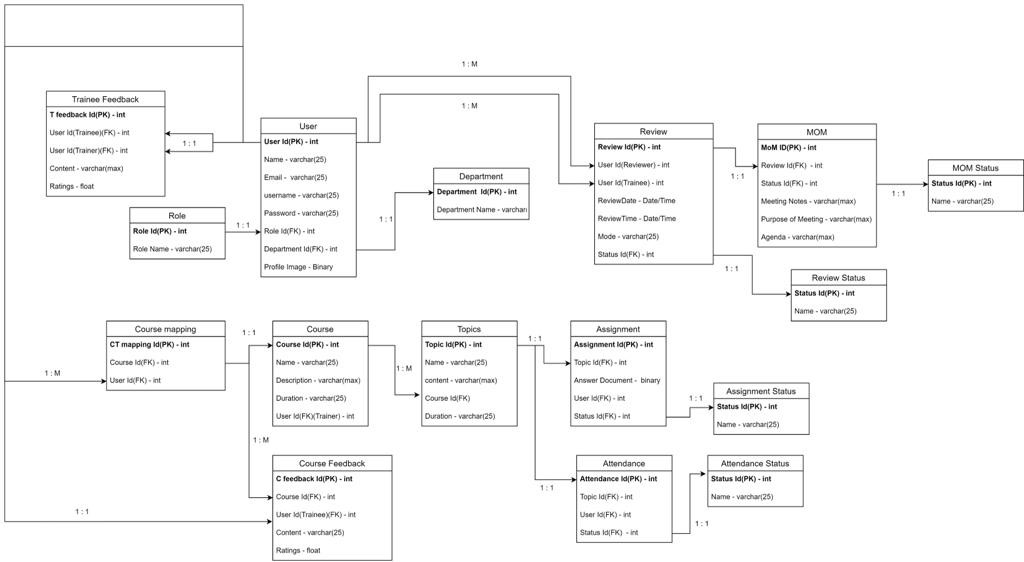 Trainee Feedback
T feedback Id(PK) - int
User Id(Trainee)(FK) - int
User Id(Trainer)(FK) - int
Content - varchar(max)
Ratings - float
1 : 1
Role
Role Id(PK) - int
Role Name - varchar(25)
1 : 1
User
User Id(PK) - int
Name - varchar(25)
Email - varchar(25)
username - varchar(25)
Password - varchar(25)
Role Id(FK) - int
Department Id(FK) - int
Profile Image - Binary
1 : 1
Department
Department Id(PK) - int
Department Name - varchar(
1 : M
1 : M
Review
Review Id(PK) - int
User Id(Reviewer) - int
User Id(Trainee) - int
ReviewDate - Date/Time
ReviewTime - Date/Time
Mode - varchar(25)
Status Id(FK) - int
1 : 1
MOM
MoM ID(PK) - int
Review Id(FK) - int
Status Id(FK) - int
Meeting Notes - varchar(max)
Purpose of Meeting - varchar(max)
Agenda - varchar(max)
1 : 1
MOM Status
Status Id(PK) - int
Name - varchar(25)
1 : 1
Review Status
Status Id(PK) - int
Name - varchar(25)
1 : M
Course mapping
CT mapping Id(PK) - int
Course Id(FK) - int
User Id(FK) - int
1 : 1
Course
Course Id(PK) - int
Name - varchar(25)
Description - varchar(max)
Duration - varchar(25)
User Id(FK)(Trainer) - int
1 : M
Topics
Topic Id(PK) - int
Name - varchar(25)
content - varchar(max)
Course Id(FK)
Duration - varchar(25)
1 : 1
Assignment
Assignment Id(PK) - int
Topic Id(FK) - int
Answer Document - binary
User Id(FK) - int
Status Id(FK) - int
1 : 1
Assignment Status
Status Id(PK) - int
Name - varchar(25)
1 : M
1 : 1
Course Feedback
C feedback Id(PK) - int
Course Id(FK) - int
User Id(Trainee)(FK) - int
Content - varchar(25)
Ratings - float
1 : 1
Attendance
Attendance Id(PK) - int
Topic Id(FK) - int
User Id(FK) - int
Status Id(FK) - int
1 : 1
Attendance Status
Status Id(PK) - int
Name - varchar(25)